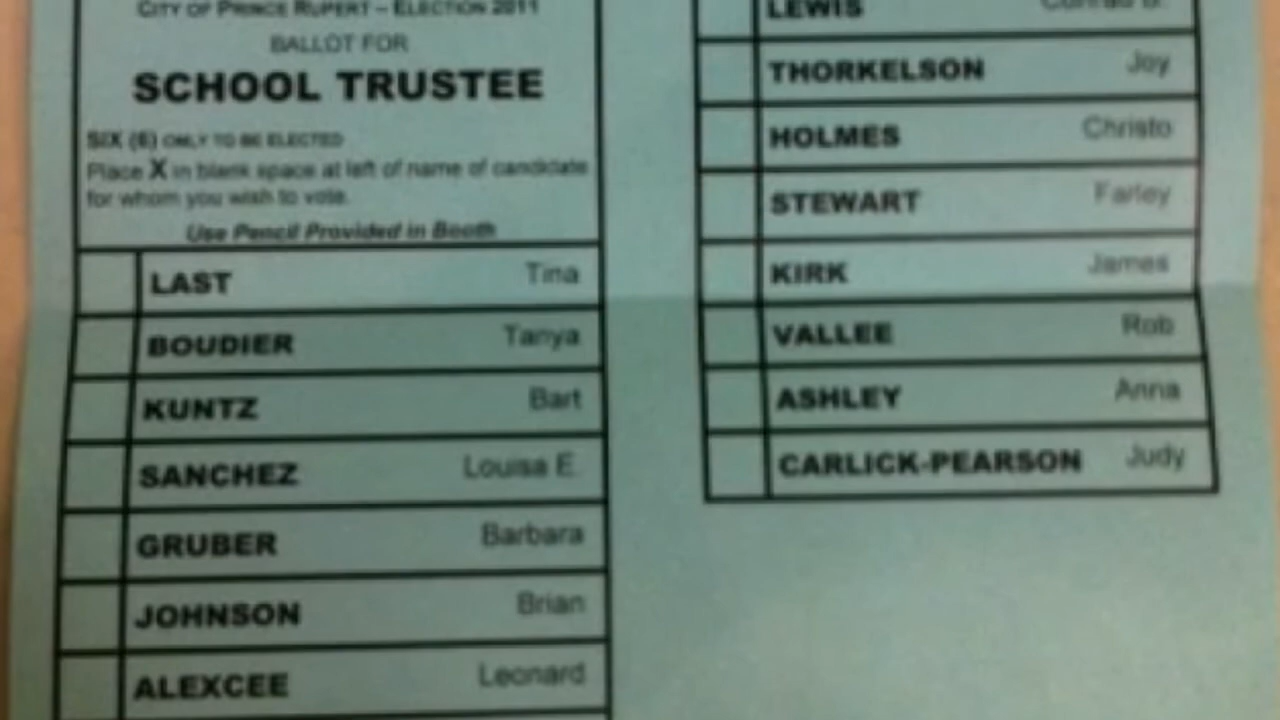 CITY OF PRINCE RUPERT – ELECTION 2011
BALLOT FOR
SCHOOL TRUSTEE
SIX (6) ONLY TO BE ELECTED
Place X in blank space at left of name of candidate
for whom you wish to vote.
Use Pencil Provided in Booth
LAST Tina
BOUDIER Tanya
KUNTZ Bart
SANCHEZ Louisa E.
GRUBER Barbara
JOHNSON Brian
ALEXCEE Leonard
LEWIS Conrad G.
THORKELSON Joy
HOLMES Christo
STEWART Farley
KIRK James
VALLEE Rob
ASHLEY Anna
CARLICK-PEARSON Judy